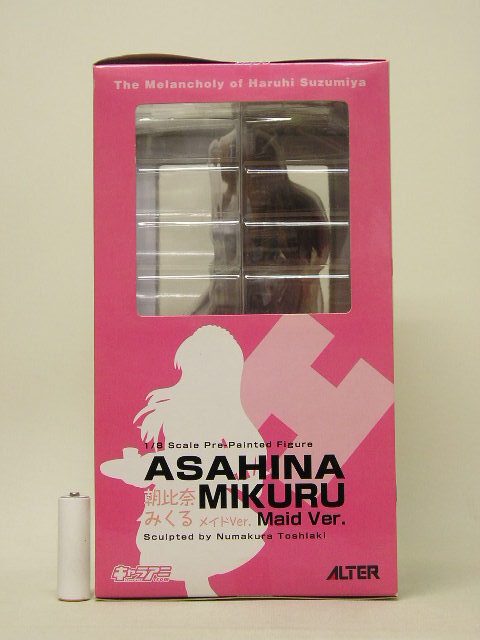 The Melancholy of Haruhi Suzumiya
1/8 Scale Pre-Painted Figure
ASAHINA
朝比奈 MIKURU
みくる メイドVer. Maid Ver.
Sculpted by Numakura Toshiaki
キャラアニ ALTER